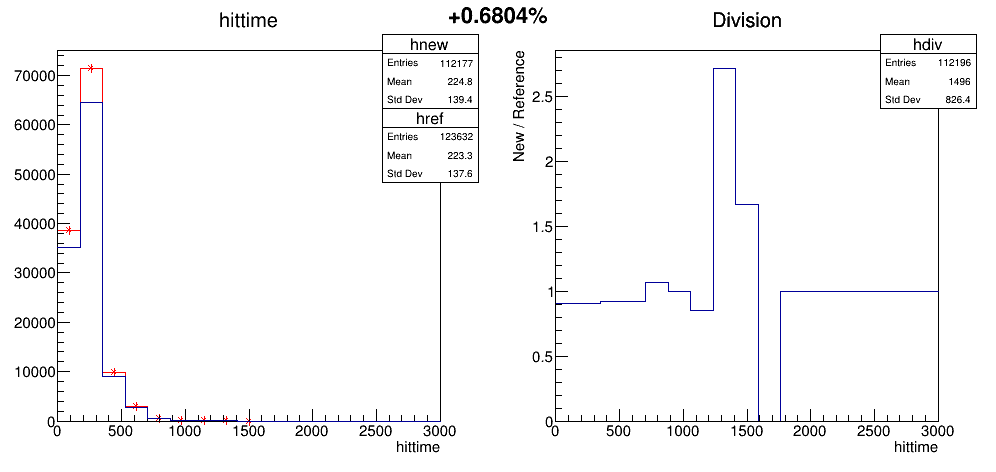 +0.6804%
hittime
hnew
Entries 112177
Mean 224.8
Std Dev 139.4
href
Entries 123632
Mean 223.3
Std Dev 137.6
70000
60000
50000
40000
30000
20000
10000
0
0 500 1000 1500 2000 2500 3000
hittime
Division
hdiv
Entries 112196
Mean 1496
Std Dev 826.4
New / Reference
2.5
2
1.5
1
0.5
0
0 500 1000 1500 2000 2500 3000
hittime